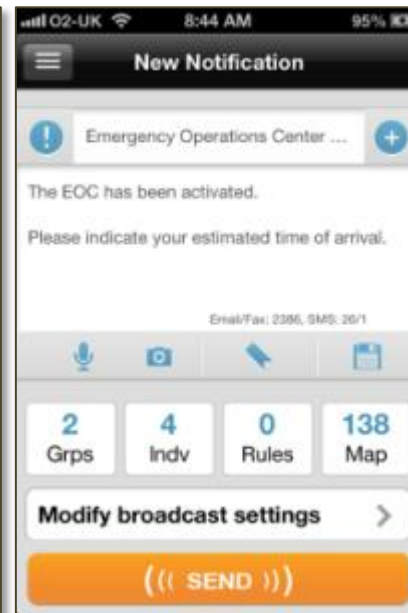 O2-UK 8:44 AM 95%
New Notification
! Emergency Operations Center ... +
The EOC has been activated.
Please indicate your estimated time of arrival.
Email/Fax: 2386, SMS: 26/1
2 4 0 138
Grps Indv Rules Map
Modify broadcast settings >
((( SEND )))